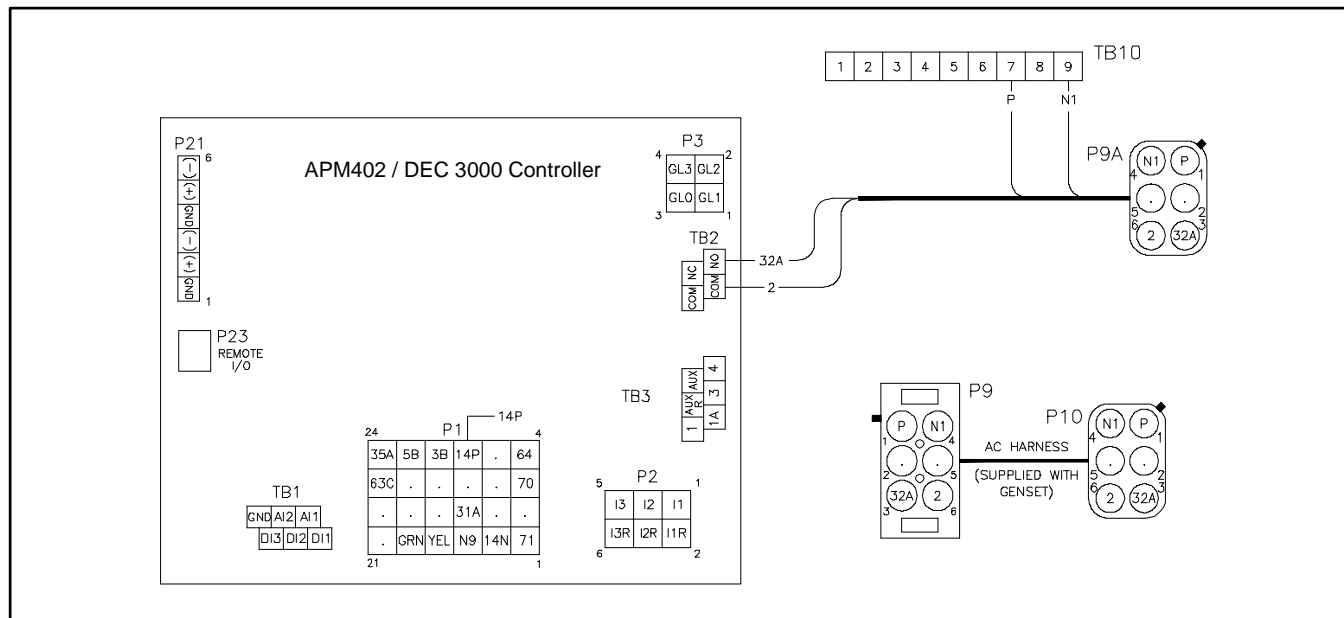 TB10
1 2 3 4 5 6 7 8 9
P N1
P9A
N1 P
4 1
. .
5 2
6 3
2 32A
APM402 / DEC 3000 Controller
P21
6
(-)
(+)
GND
(-)
(+)
GND
1
P23
REMOTE
I/O
P3
4 2
GL3 GL2
GL0 GL1
3 1
TB2
COM NC
COM NO
32A
2
TB3
1 AUX R AUX
1A 3 4
14P
P1
24 4
35A 5B 3B 14P . 64
63C . . . . 70
. . . 31A . .
. GRN YEL N9 14N 71
21 1
TB1
GND AI2 AI1
DI3 DI2 DI1
P2
5 1
I3 I2 I1
I3R I2R I1R
6 2
P9
P N1
1 4
. .
2 5
32A 2
3 6
AC HARNESS
(SUPPLIED WITH
GENSET)
P10
N1 P
4 1
. .
5 2
6 3
2 32A